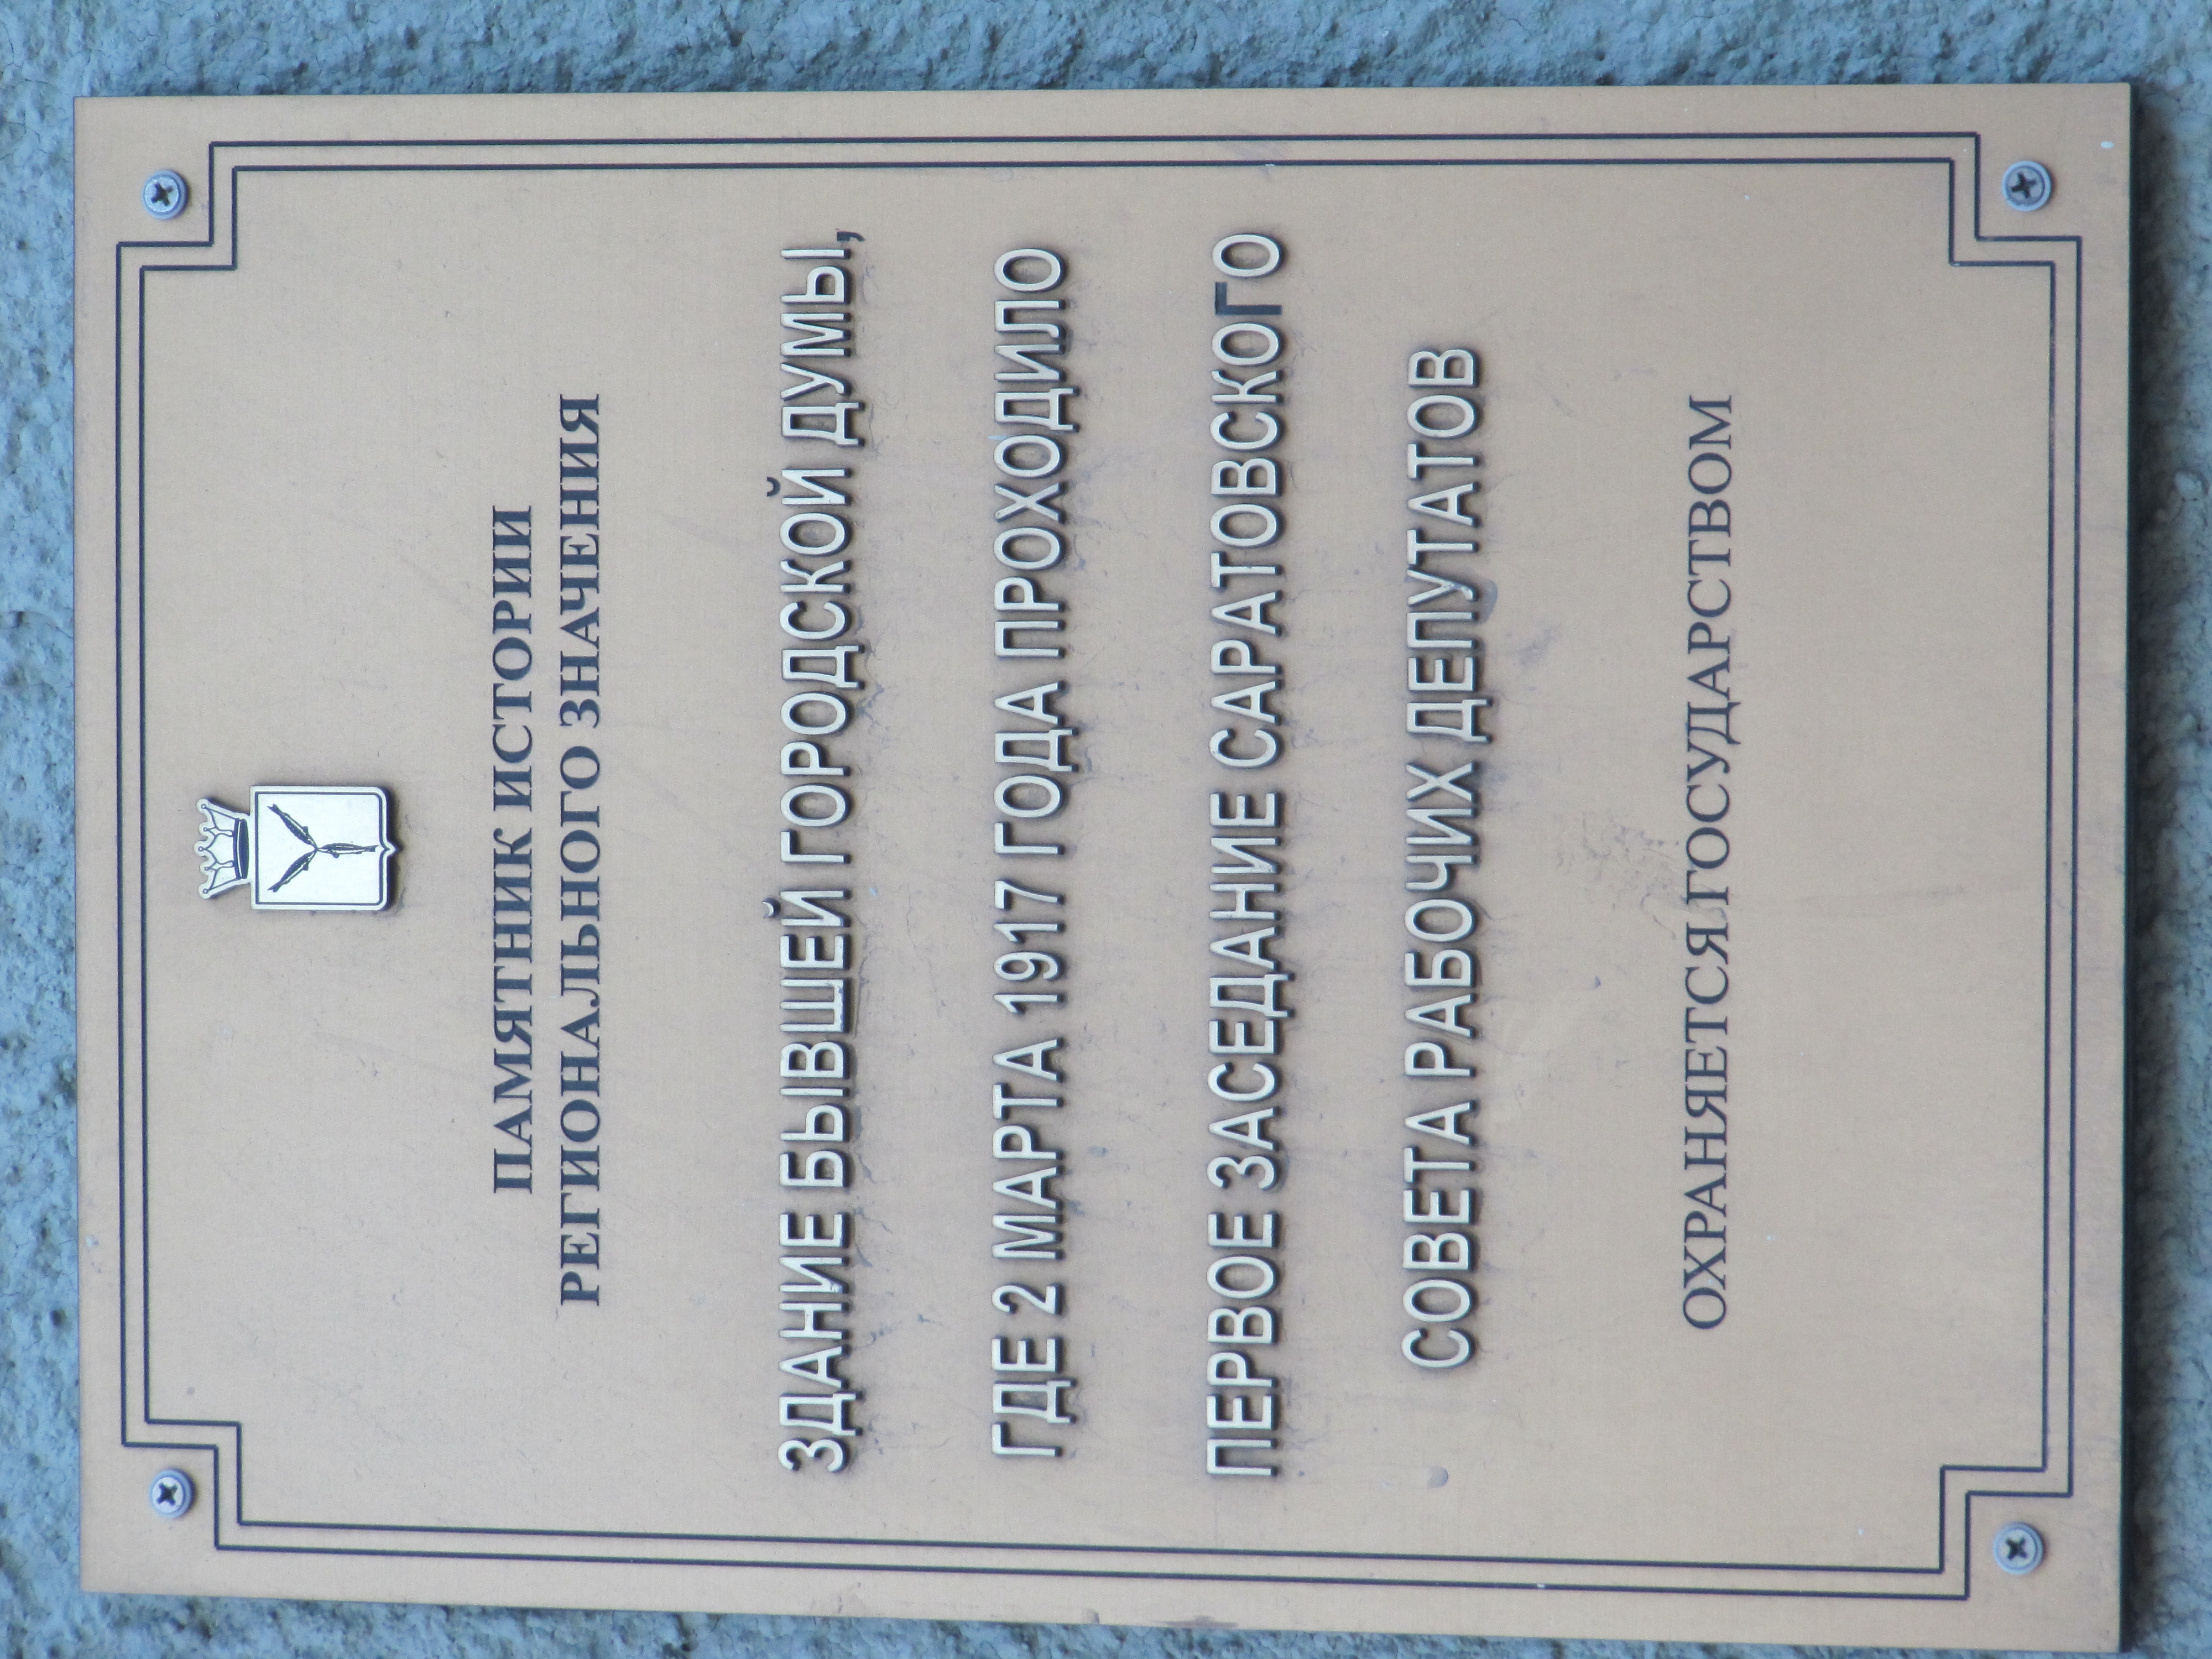 ПАМЯТНИК ИСТОРИИ
РЕГИОНАЛЬНОГО ЗНАЧЕНИЯ
ЗДАНИЕ БЫВШЕЙ ГОРОДСКОЙ ДУМЫ,
ГДЕ 2 МАРТА 1917 ГОДА ПРОХОДИЛО
ПЕРВОЕ ЗАСЕДАНИЕ САРАТОВСКОГО
СОВЕТА РАБОЧИХ ДЕПУТАТОВ
ОХРАНЯЕТСЯ ГОСУДАРСТВОМ